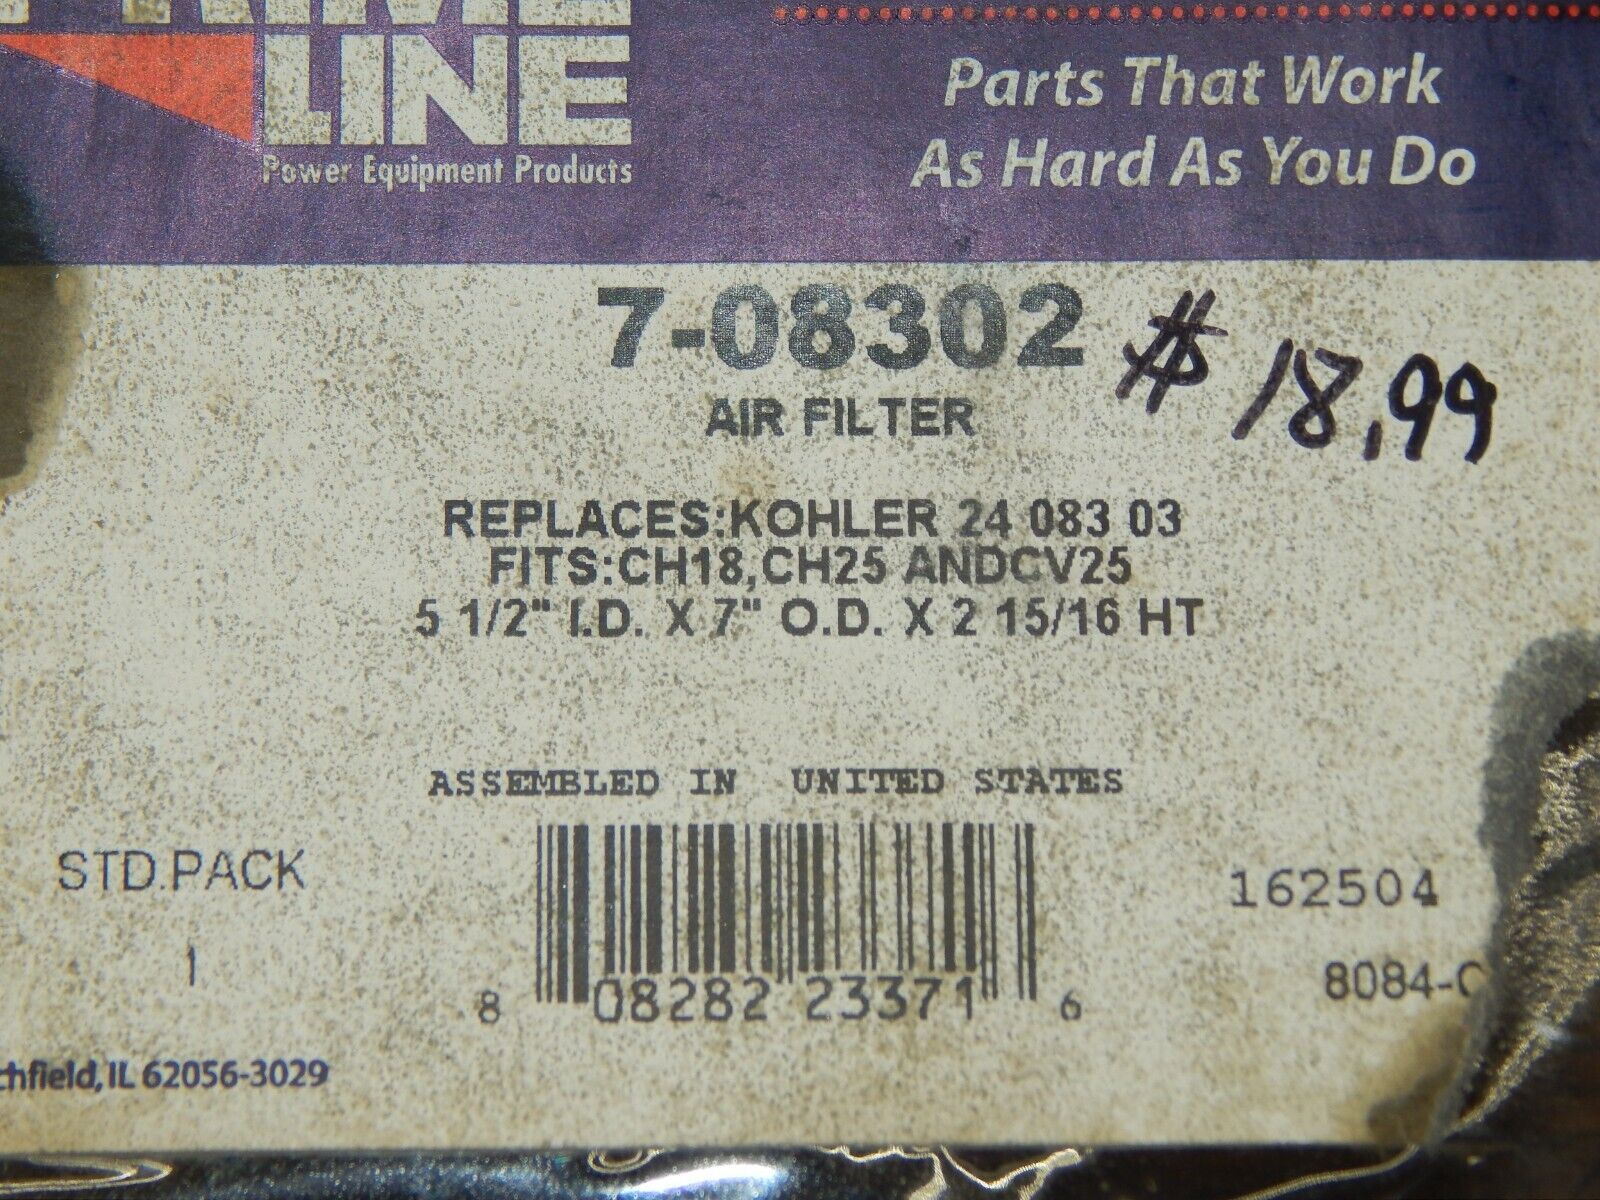 LINE
Power Equipment Products
Parts That Work
As Hard As You Do
7-08302
$18.99
AIR FILTER
REPLACES:KOHLER 24 083 03
FITS:CH18,CH25 ANDCV25
5 1/2" I.D. X 7" O.D. X 2 15/16 HT
ASSEMBLED IN UNITED STATES
STD.PACK
1
162504
8084-
8 08282 23371 6
chfield, IL 62056-3029